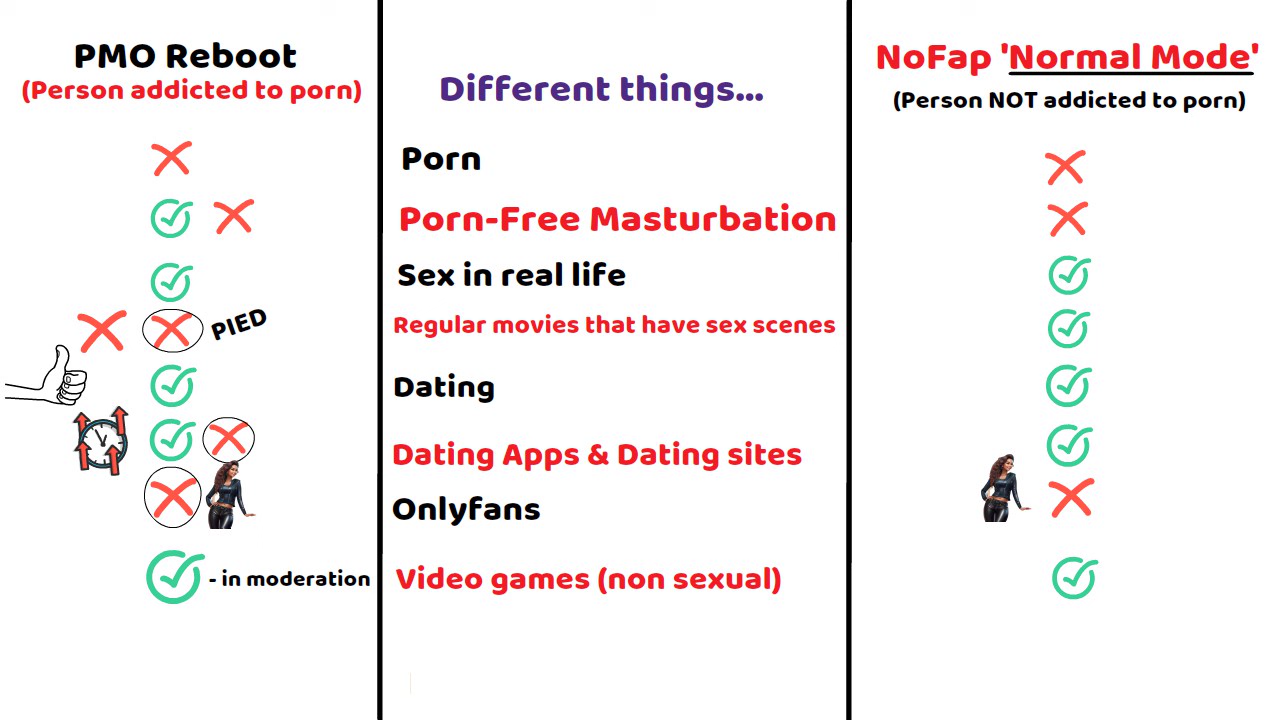 PMO Reboot
(Person addicted to porn)
Different things...
NoFap 'Normal Mode'
(Person NOT addicted to porn)
Porn
Porn-Free Masturbation
Sex in real life
PIED
Regular movies that have sex scenes
Dating
Dating Apps & Dating sites
Onlyfans
- in moderation
Video games (non sexual)